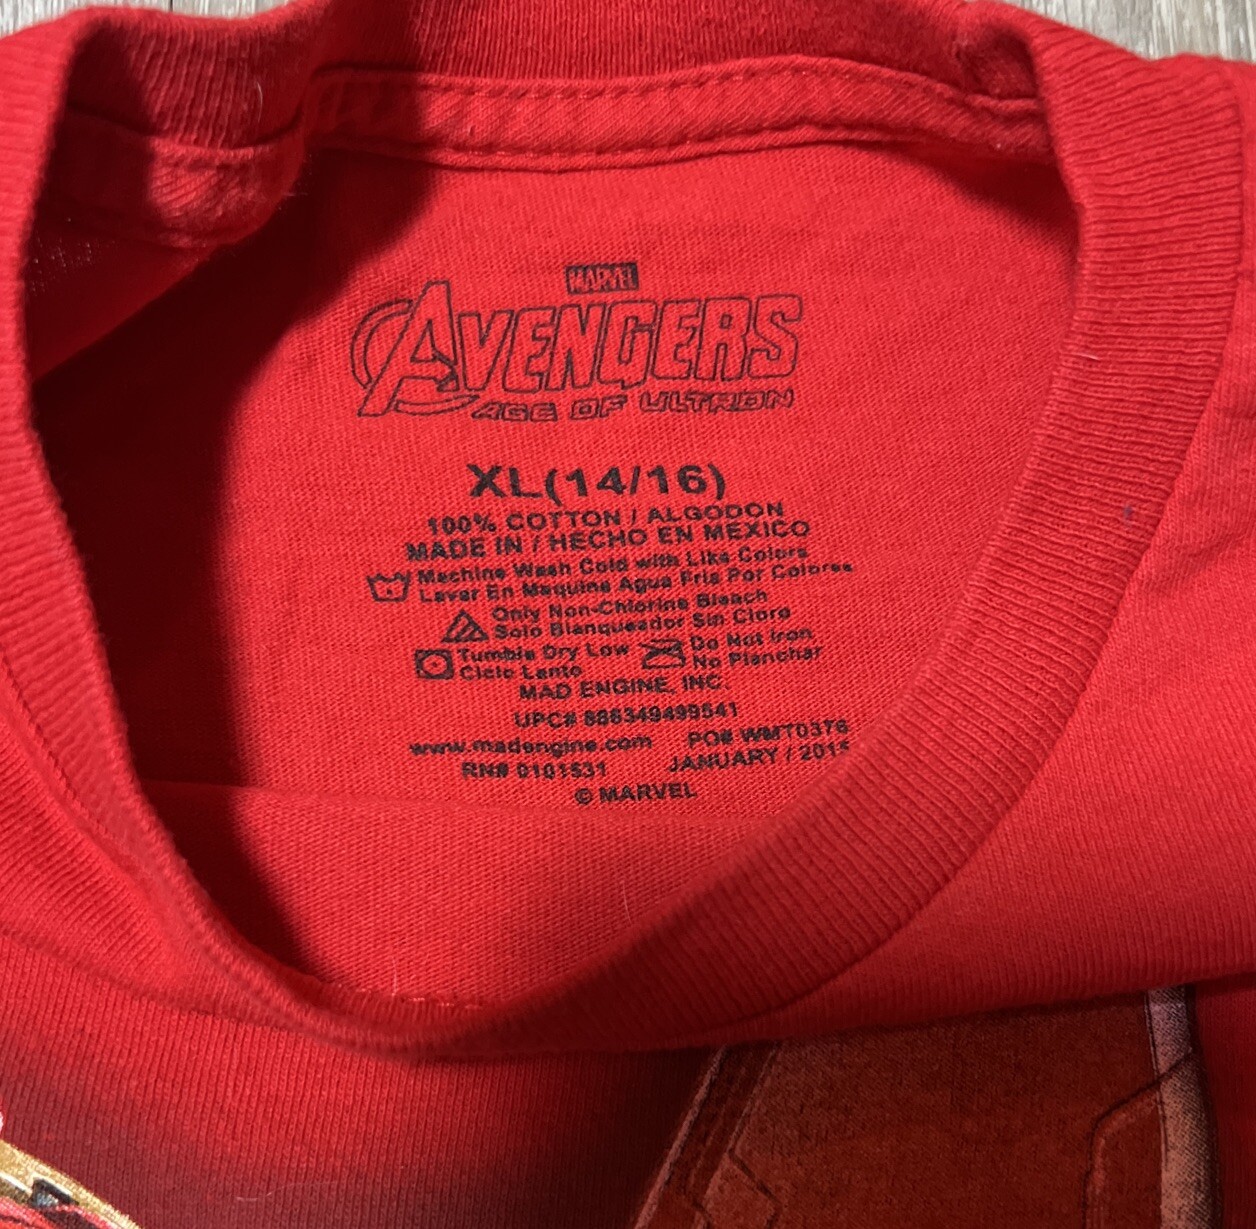 MARVEL
AVENGERS
AGE OF ULTRON
XL(14/16)
100% COTTON / ALGODON
MADE IN / HECHO EN MEXICO
Machine Wash Cold with Like Colors
Lavar En Maquina Agua Fria Por Colores
Only Non-Chlorine Bleach
Solo Blanqueador Sin Cloro
Tumble Dry Low Do Not Iron
Ciclo Lento No Planchar
MAD ENGINE, INC.
UPC# 886349499541
www.madengine.com PO# WMT0376
RN# 0101531 JANUARY / 2015
© MARVEL